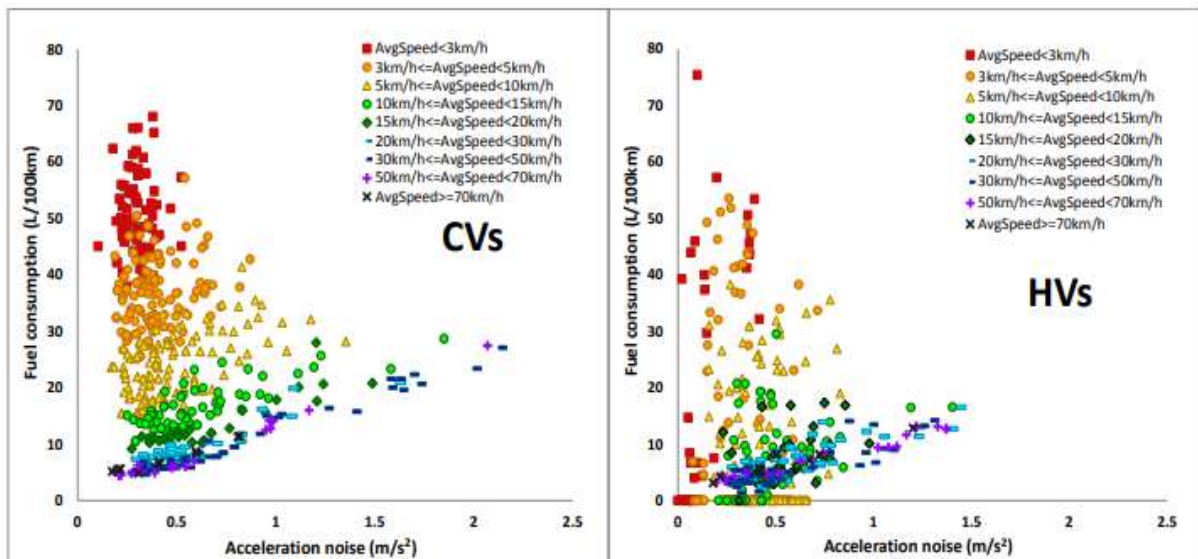 80
70
60
50
40
30
20
10
0
Fuel consumption (L/100km)
0
0.5
1
1.5
2
2.5
Acceleration noise (m/s²)
AvgSpeed<3km/h
3km/h<=AvgSpeed<5km/h
5km/h<=AvgSpeed<10km/h
10km/h<=AvgSpeed<15km/h
15km/h<=AvgSpeed<20km/h
20km/h<=AvgSpeed<30km/h
30km/h<=AvgSpeed<50km/h
50km/h<=AvgSpeed<70km/h
AvgSpeed>=70km/h
CVs
80
70
60
50
40
30
20
10
0
Fuel consumption (L/100km)
0
0.5
1
1.5
2
2.5
Acceleration noise (m/s²)
AvgSpeed<3km/h
3km/h<=AvgSpeed<5km/h
5km/h<=AvgSpeed<10km/h
10km/h<=AvgSpeed<15km/h
15km/h<=AvgSpeed<20km/h
20km/h<=AvgSpeed<30km/h
30km/h<=AvgSpeed<50km/h
50km/h<=AvgSpeed<70km/h
AvgSpeed>=70km/h
HVs